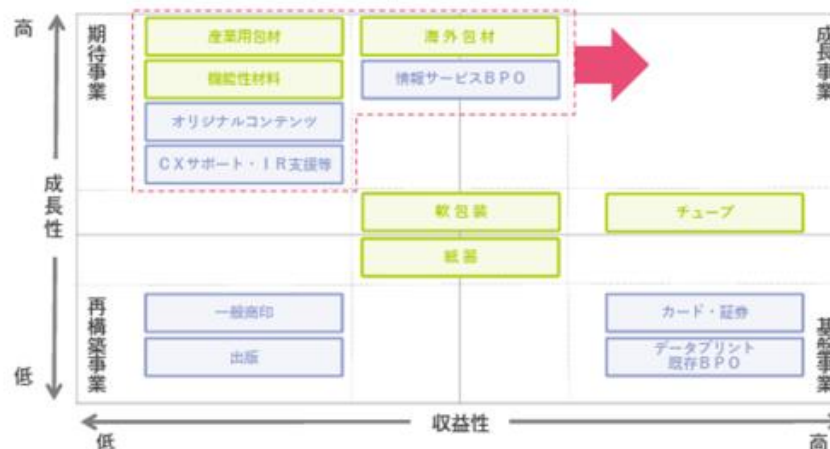 高
成長性
低
期待事業
成長事業
再構築事業
基盤事業
産業用包材
海外包材
機能性材料
情報サービスBPO
オリジナルコンテンツ
CXサポート・IR支援等
軟包装
チューブ
紙器
一般商印
カード・証券
出版
データプリント
既存BPO
低
収益性
高